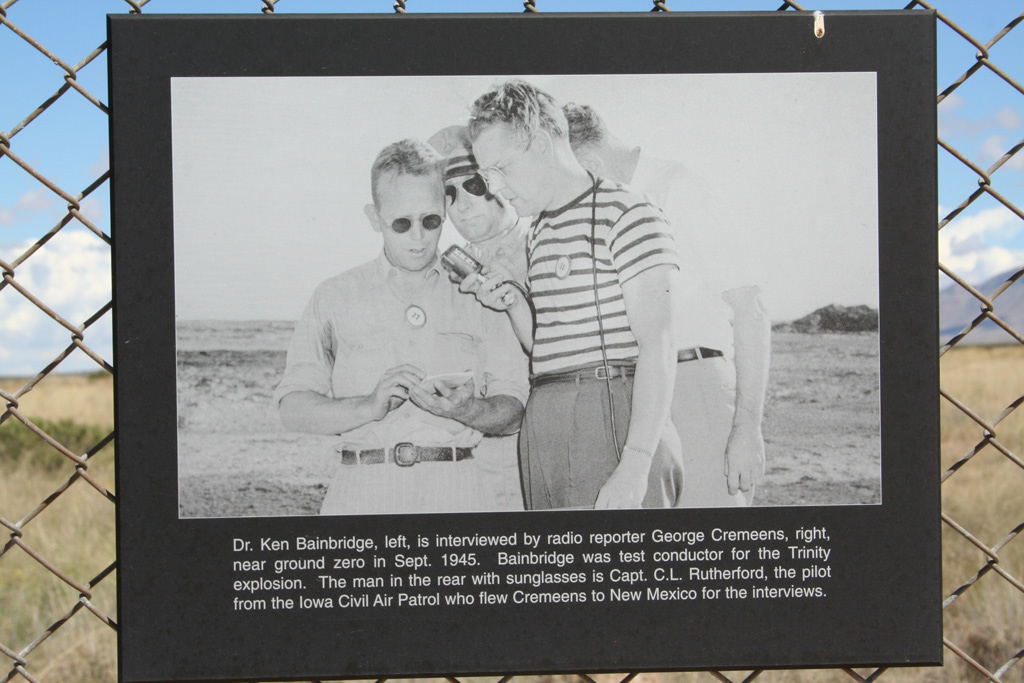 Dr. Ken Bainbridge, left, is interviewed by radio reporter George Cremeens, right,
near ground zero in Sept. 1945. Bainbridge was test conductor for the Trinity
explosion. The man in the rear with sunglasses is Capt. C.L. Rutherford, the pilot
from the Iowa Civil Air Patrol who flew Cremeens to New Mexico for the interviews.